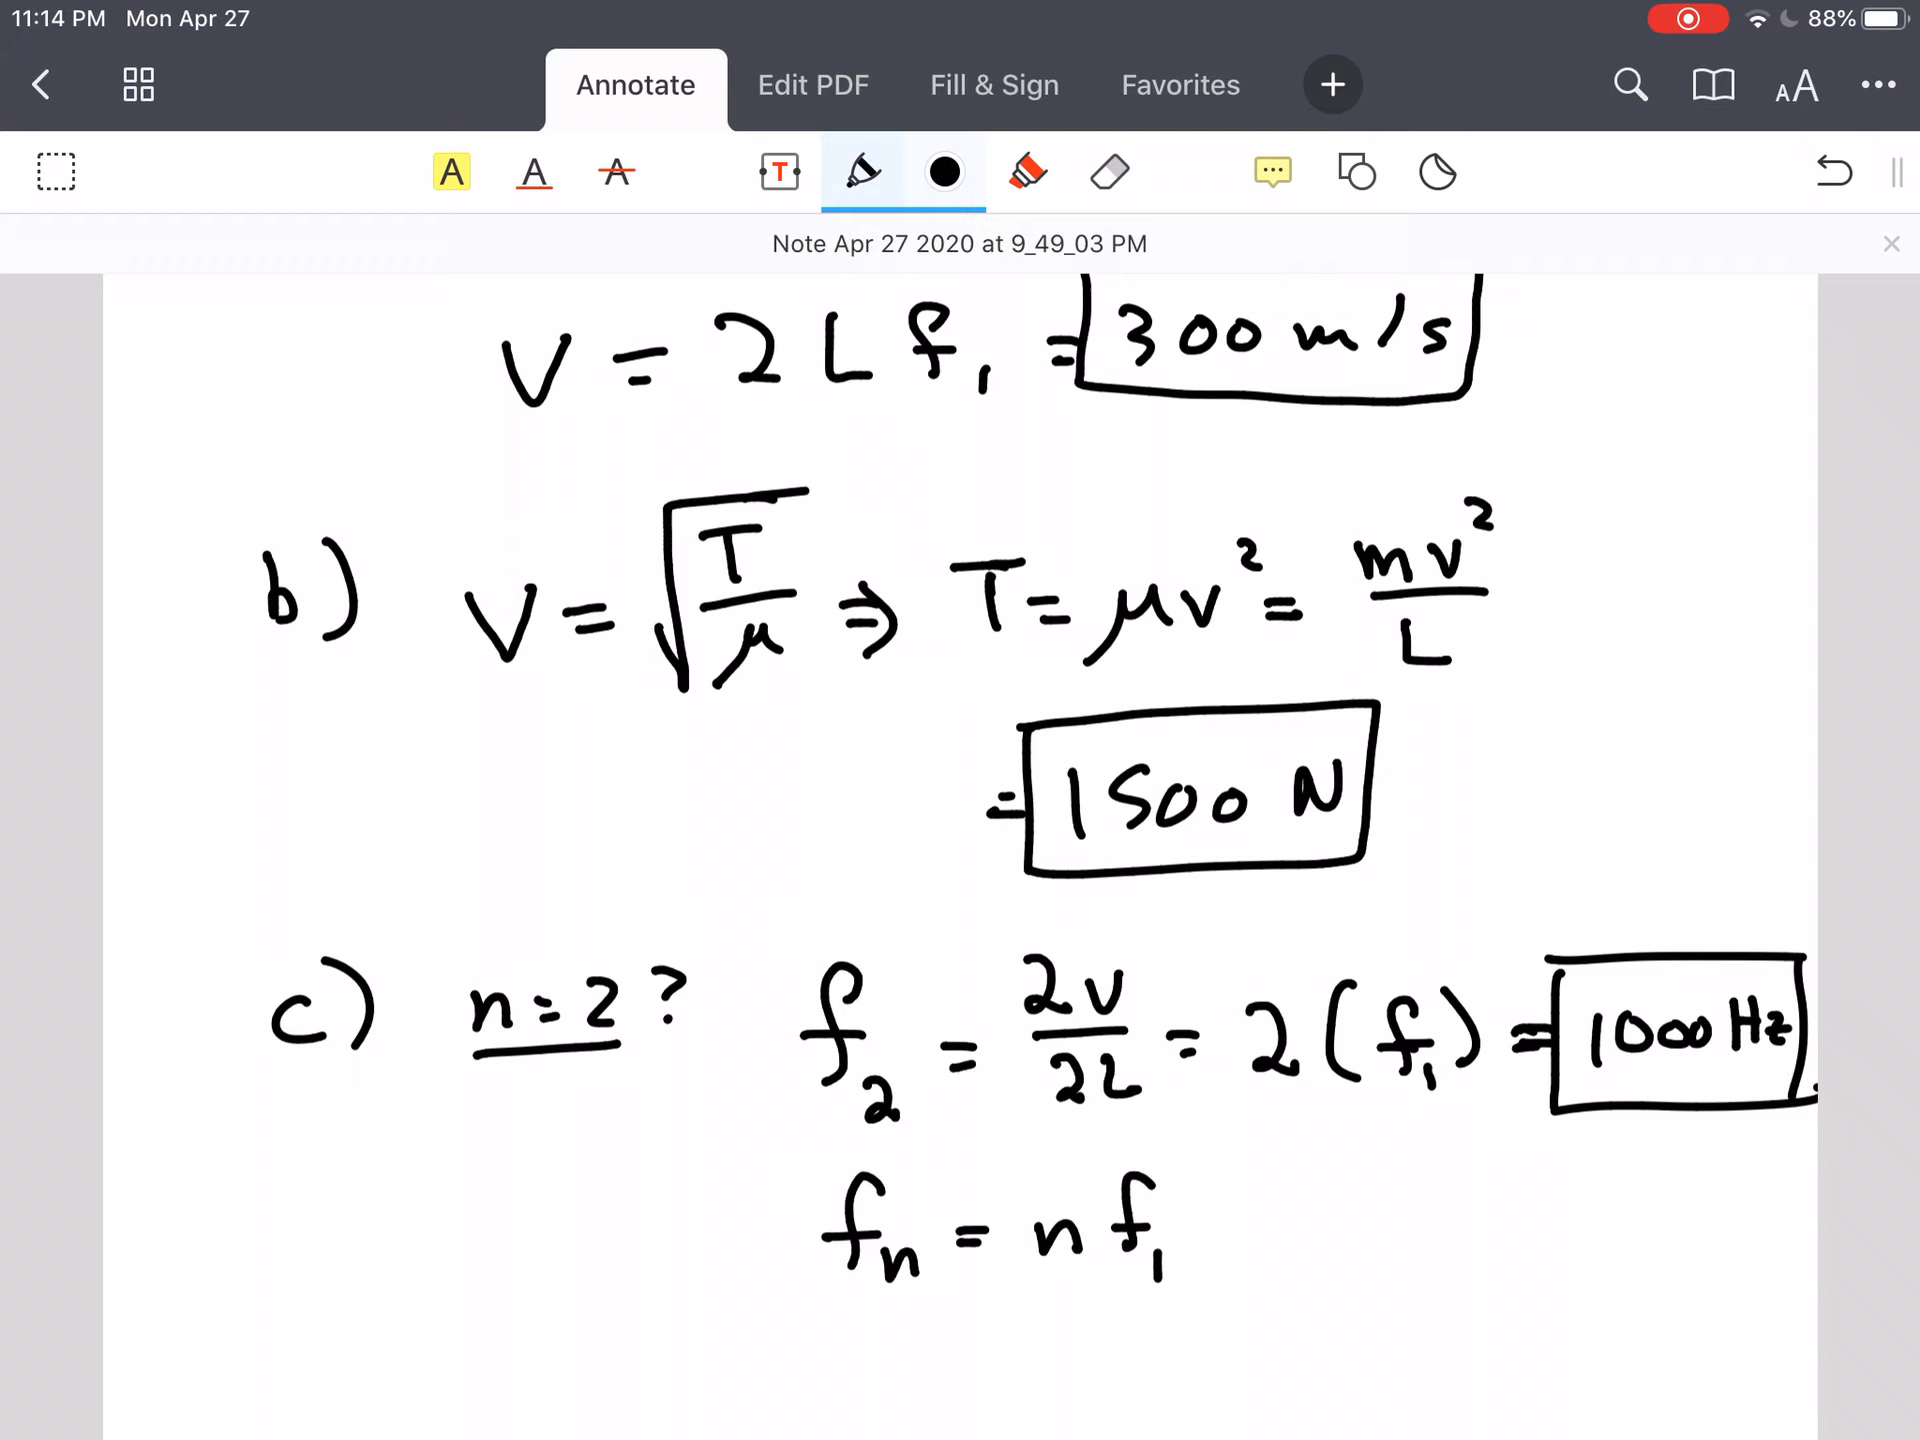 11:14 PM Mon Apr 27 88%
Annotate Edit PDF Fill & Sign Favorites
A A A T AA
Note Apr 27 2020 at 9_49_03 PM
V = 2 L f₁ = 300 m/s
b) V = √(T/μ) ⇒ T = μv² = mv²/L
= 1500 N
c) n = 2 ? f₂ = 2v/2L = 2(f₁) = 1000 Hz
fₙ = n f₁